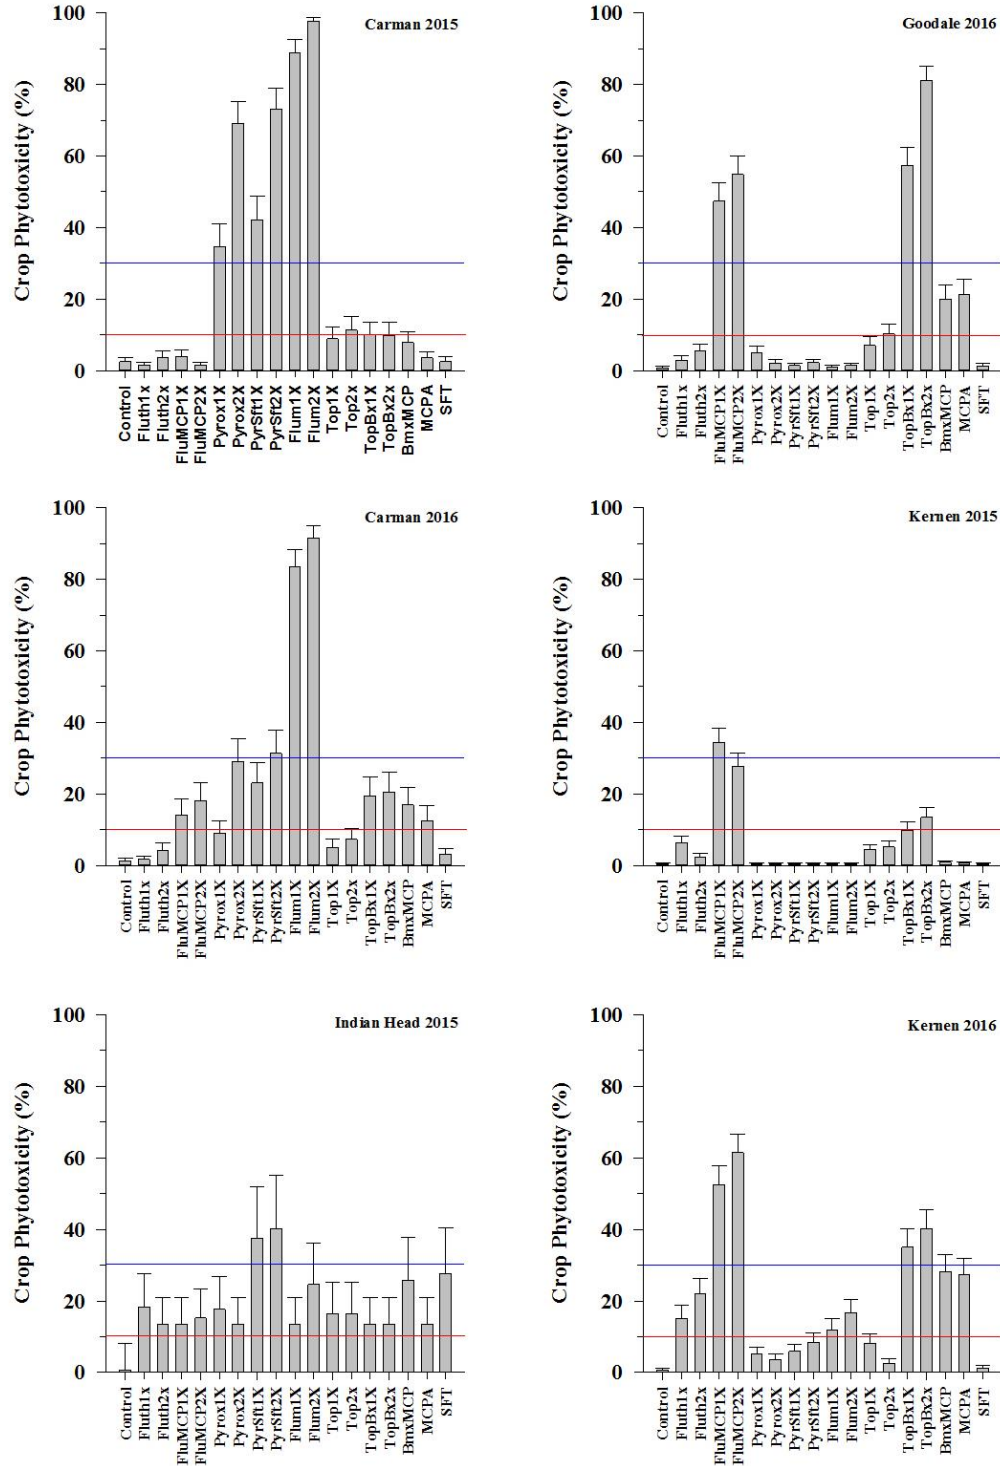 Carman 2015
Crop Phytotoxicity (%)
100
80
60
40
20
0
Control
Fluth1x
Fluth2x
FluMCP1X
FluMCP2X
Pyrox1X
Pyrox2X
PyrSft1X
PyrSft2X
Flum1X
Flum2X
Top1X
Top2x
TopBx1X
TopBx2x
BmxMCP
MCPA
SFT
Goodale 2016
Crop Phytotoxicity (%)
100
80
60
40
20
0
Control
Fluth1x
Fluth2x
FluMCP1X
FluMCP2X
Pyrox1X
Pyrox2X
PyrSft1X
PyrSft2X
Flum1X
Flum2X
Top1X
Top2x
TopBx1X
TopBx2x
BmxMCP
MCPA
SFT
Carman 2016
Crop Phytotoxicity (%)
100
80
60
40
20
0
Control
Fluth1x
Fluth2x
FluMCP1X
FluMCP2X
Pyrox1X
Pyrox2X
PyrSft1X
PyrSft2X
Flum1X
Flum2X
Top1X
Top2x
TopBx1X
TopBx2x
BmxMCP
MCPA
SFT
Kernen 2015
Crop Phytotoxicity (%)
100
80
60
40
20
0
Control
Fluth1x
Fluth2x
FluMCP1X
FluMCP2X
Pyrox1X
Pyrox2X
PyrSft1X
PyrSft2X
Flum1X
Flum2X
Top1X
Top2x
TopBx1X
TopBx2x
BmxMCP
MCPA
SFT
Indian Head 2015
Crop Phytotoxicity (%)
100
80
60
40
20
0
Control
Fluth1x
Fluth2x
FluMCP1X
FluMCP2X
Pyrox1X
Pyrox2X
PyrSft1X
PyrSft2X
Flum1X
Flum2X
Top1X
Top2x
TopBx1X
TopBx2x
BmxMCP
MCPA
SFT
Kernen 2016
Crop Phytotoxicity (%)
100
80
60
40
20
0
Control
Fluth1x
Fluth2x
FluMCP1X
FluMCP2X
Pyrox1X
Pyrox2X
PyrSft1X
PyrSft2X
Flum1X
Flum2X
Top1X
Top2x
TopBx1X
TopBx2x
BmxMCP
MCPA
SFT